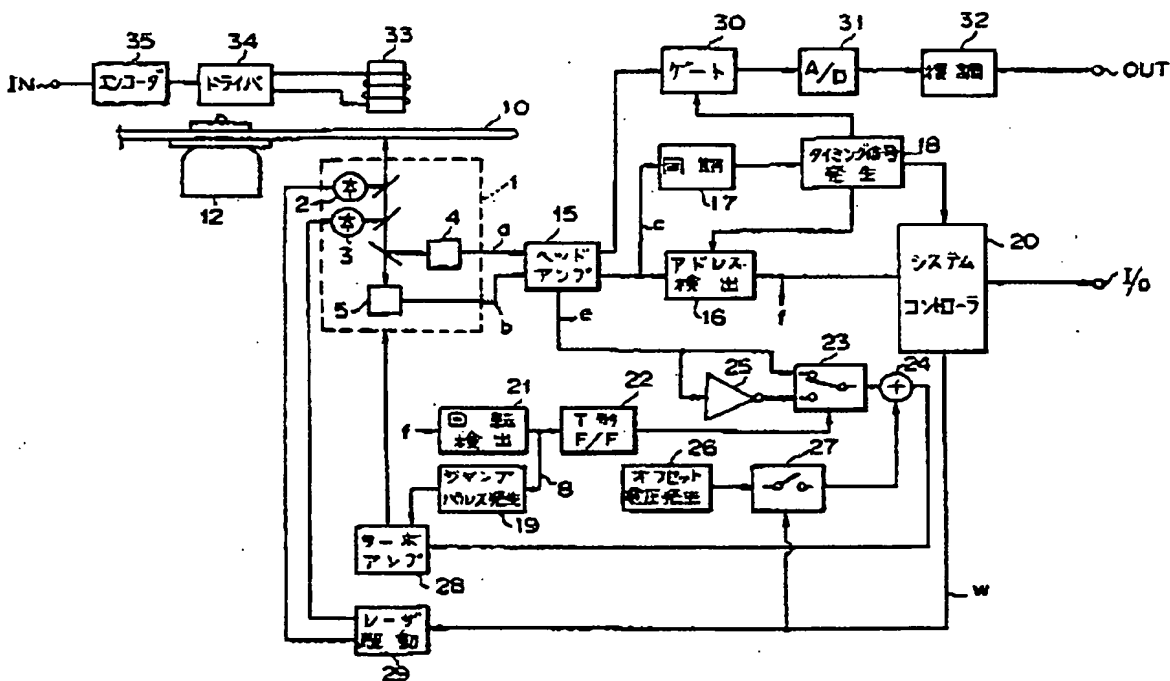 35
34
33
IN
エンコーダ
ドライバ
10
12
1
2
3
4
a
5
b
15
ヘッド
アンプ
e
c
30
ゲート
31
A/D
32
復調
OUT
同期
17
タイミング信号
発生
18
アドレス
検出
16
f
20
システム
コントローラ
I/O
21
回転
検出
f
22
T形
F/F
25
23
24
+
ジャンプ
パルス発生
19
8
26
オフセット
電圧発生
27
サーボ
アンプ
28
レーザ
駆動
29
w